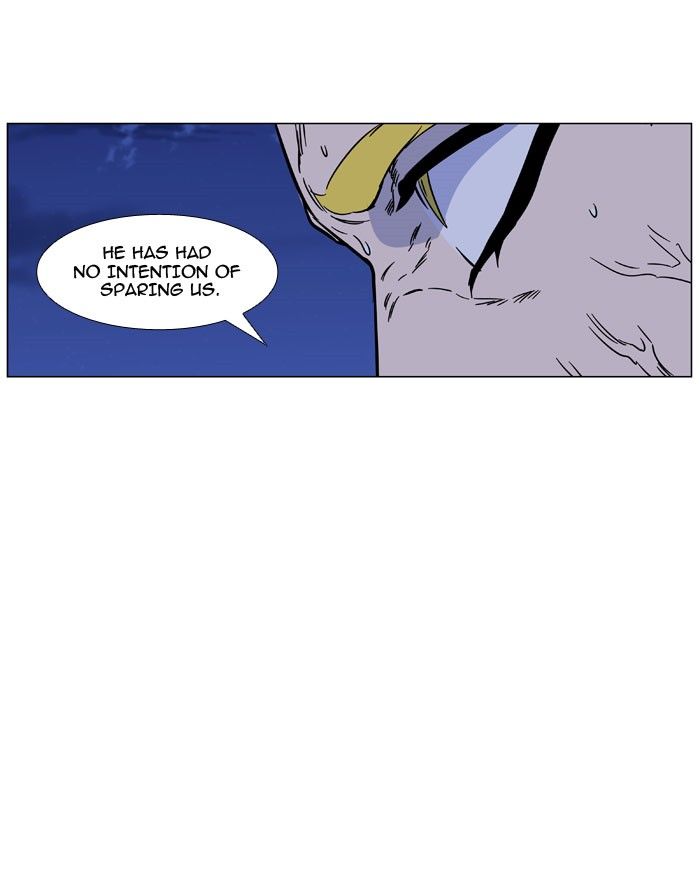 HE HAS HAD
NO INTENTION OF
SPARING US.